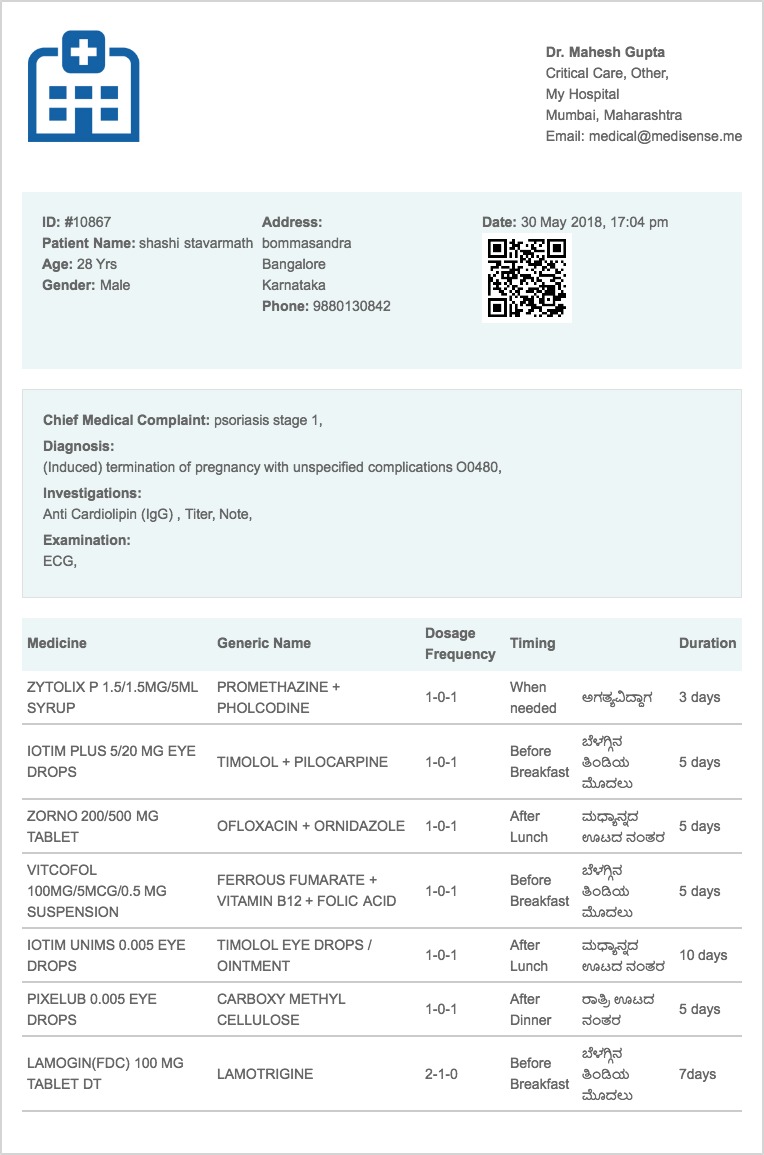 Dr. Mahesh Gupta
Critical Care, Other,
My Hospital
Mumbai, Maharashtra
Email: medical@medisense.me
ID: #10867
Patient Name: shashi stavarmath
Age: 28 Yrs
Gender: Male
Address:
bommasandra
Bangalore
Karnataka
Phone: 9880130842
Date: 30 May 2018, 17:04 pm
Chief Medical Complaint: psoriasis stage 1,
Diagnosis:
(Induced) termination of pregnancy with unspecified complications O0480,
Investigations:
Anti Cardiolipin (IgG) , Titer, Note,
Examination:
ECG,
Medicine Generic Name Dosage Frequency Timing Duration
ZYTOLIX P 1.5/1.5MG/5ML SYRUP PROMETHAZINE + PHOLCODINE 1-0-1 When needed ಅಗತ್ಯವಿದ್ದಾಗ 3 days
IOTIM PLUS 5/20 MG EYE DROPS TIMOLOL + PILOCARPINE 1-0-1 Before Breakfast ಬೆಳಗ್ಗಿನ ತಿಂಡಿಯ ಮೊದಲು 5 days
ZORNO 200/500 MG TABLET OFLOXACIN + ORNIDAZOLE 1-0-1 After Lunch ಮಧ್ಯಾನ್ನದ ಊಟದ ನಂತರ 5 days
VITCOFOL 100MG/5MCG/0.5 MG SUSPENSION FERROUS FUMARATE + VITAMIN B12 + FOLIC ACID 1-0-1 Before Breakfast ಬೆಳಗ್ಗಿನ ತಿಂಡಿಯ ಮೊದಲು 5 days
IOTIM UNIMS 0.005 EYE DROPS TIMOLOL EYE DROPS / OINTMENT 1-0-1 After Lunch ಮಧ್ಯಾನ್ನದ ಊಟದ ನಂತರ 10 days
PIXELUB 0.005 EYE DROPS CARBOXY METHYL CELLULOSE 1-0-1 After Dinner ರಾತ್ರಿ ಊಟದ ನಂತರ 5 days
LAMOGIN(FDC) 100 MG TABLET DT LAMOTRIGINE 2-1-0 Before Breakfast ಬೆಳಗ್ಗಿನ ತಿಂಡಿಯ ಮೊದಲು 7days